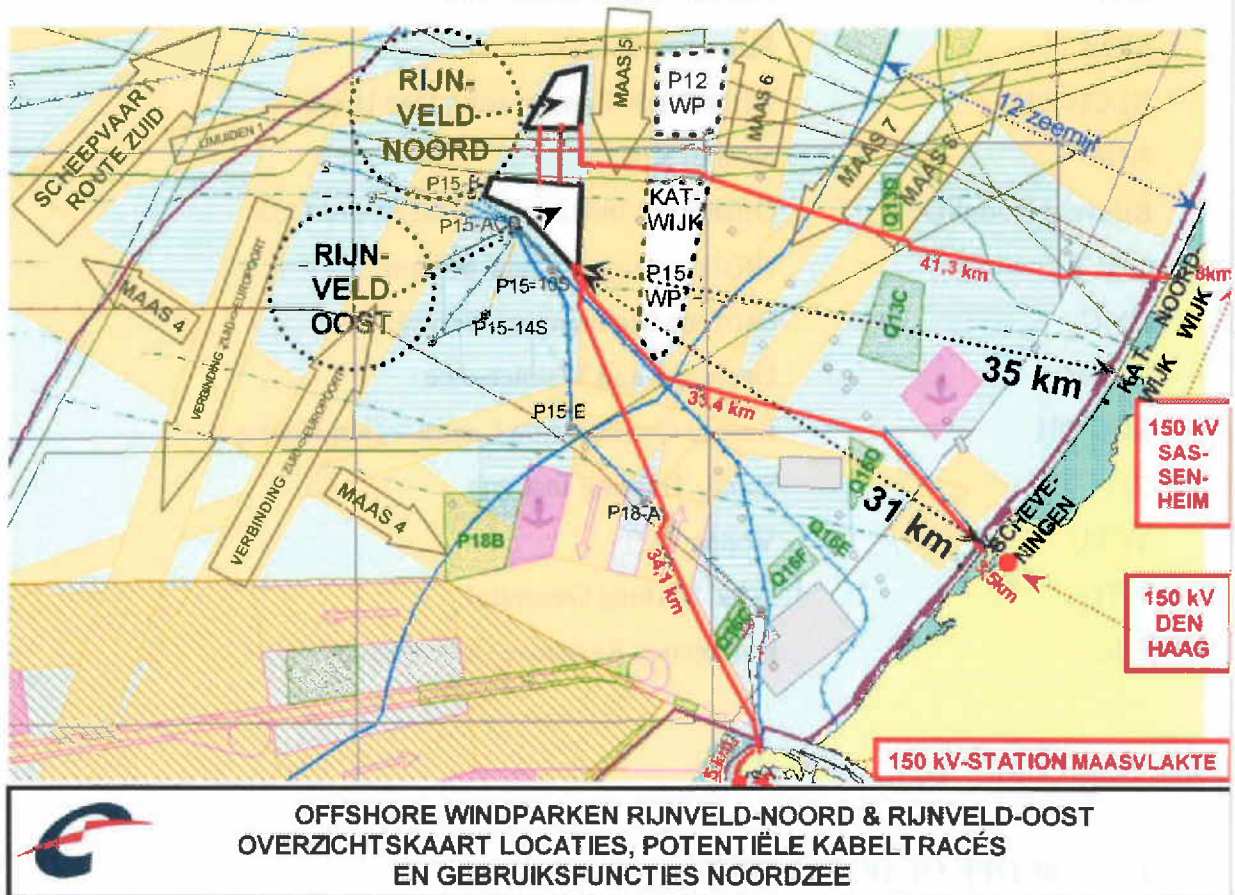 MAAS 5
RIJN-
VELD
NOORD
P12
WP
MAAS 6
12 zeemijl
SCHEEPVAART
ROUTE ZUID
IJMUIDEN 1
MAAS 7
MAAS 8
Q13B
P15-B
KAT-
WIJK
P15-ACD
P15
WP
41,3 km
8km
NOORD
WIJK
KAT-
WIJK
RIJN-
VELD
OOST
MAAS 4
VERBINDING ZUID-EUROPOORT
VERBINDING ZUID-EUROPOORT
P15-14S
Q13C
35 km
33,4 km
150 kV
SAS-
SEN-
HEIM
P15-E
MAAS 4
P18B
P18-A
Q16D
31 km
SCHEVE-
NINGEN
Q16E
Q16F
34,1 km
150 kV
DEN
HAAG
150 kV-STATION MAASVLAKTE
OFFSHORE WINDPARKEN RIJNVELD-NOORD & RIJNVELD-OOST
OVERZICHTSKAART LOCATIES, POTENTIËLE KABELTRACÉS
EN GEBRUIKSFUNCTIES NOORDZEE